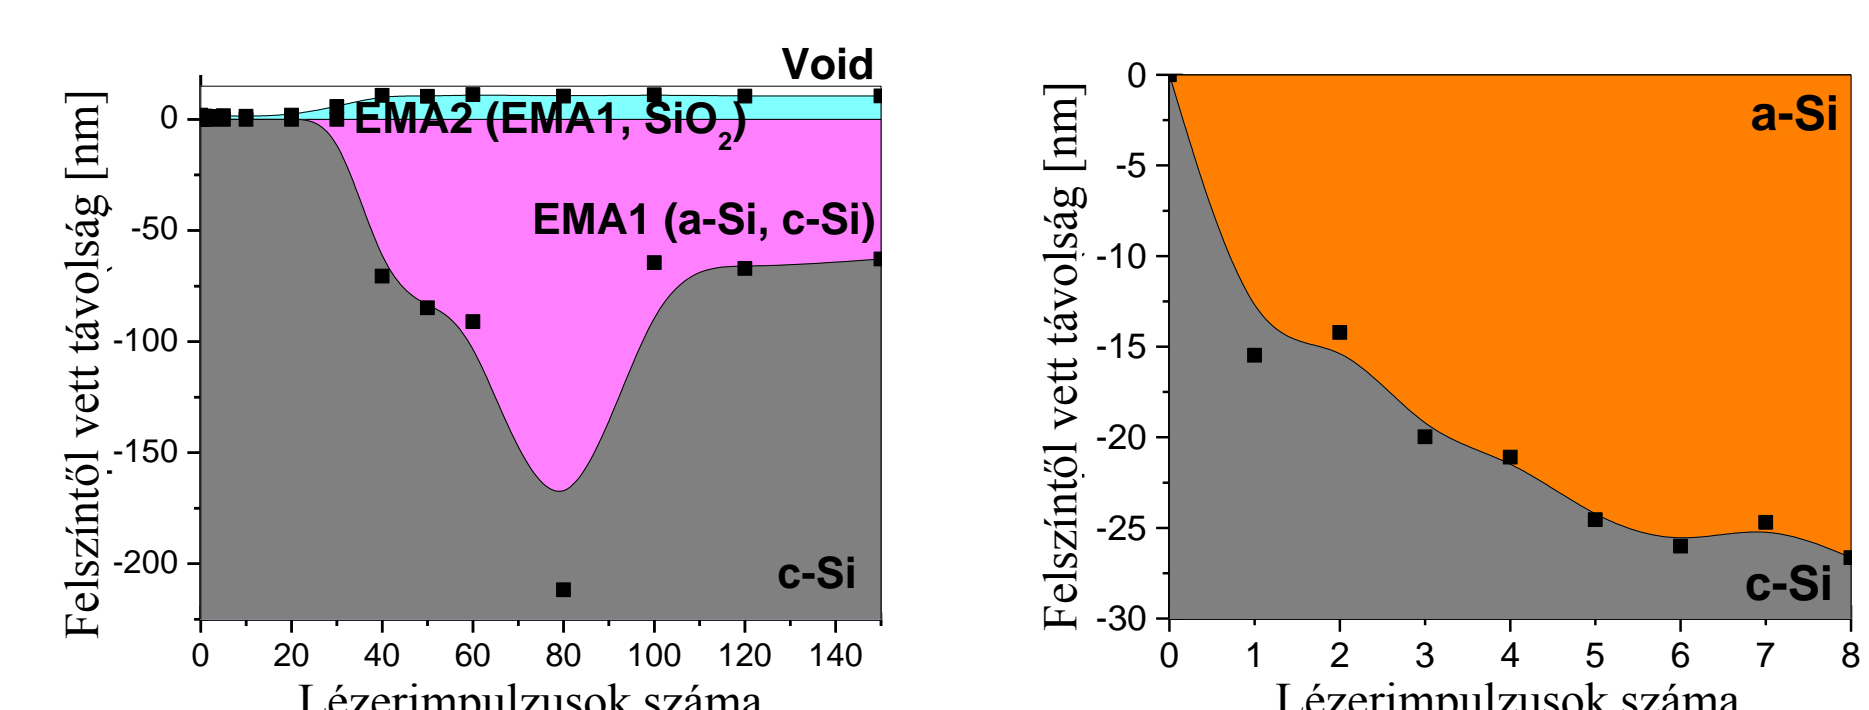 Void
EMA2 (EMA1, SiO2)
EMA1 (a-Si, c-Si)
c-Si
0
-50
-100
-150
-200
Felszíntől vett távolság [nm]
0 20 40 60 80 100 120 140
Lézerimpulzusok száma
a-Si
c-Si
0
-5
-10
-15
-20
-25
-30
Felszíntől vett távolság [nm]
0 1 2 3 4 5 6 7 8
Lézerimpulzusok száma